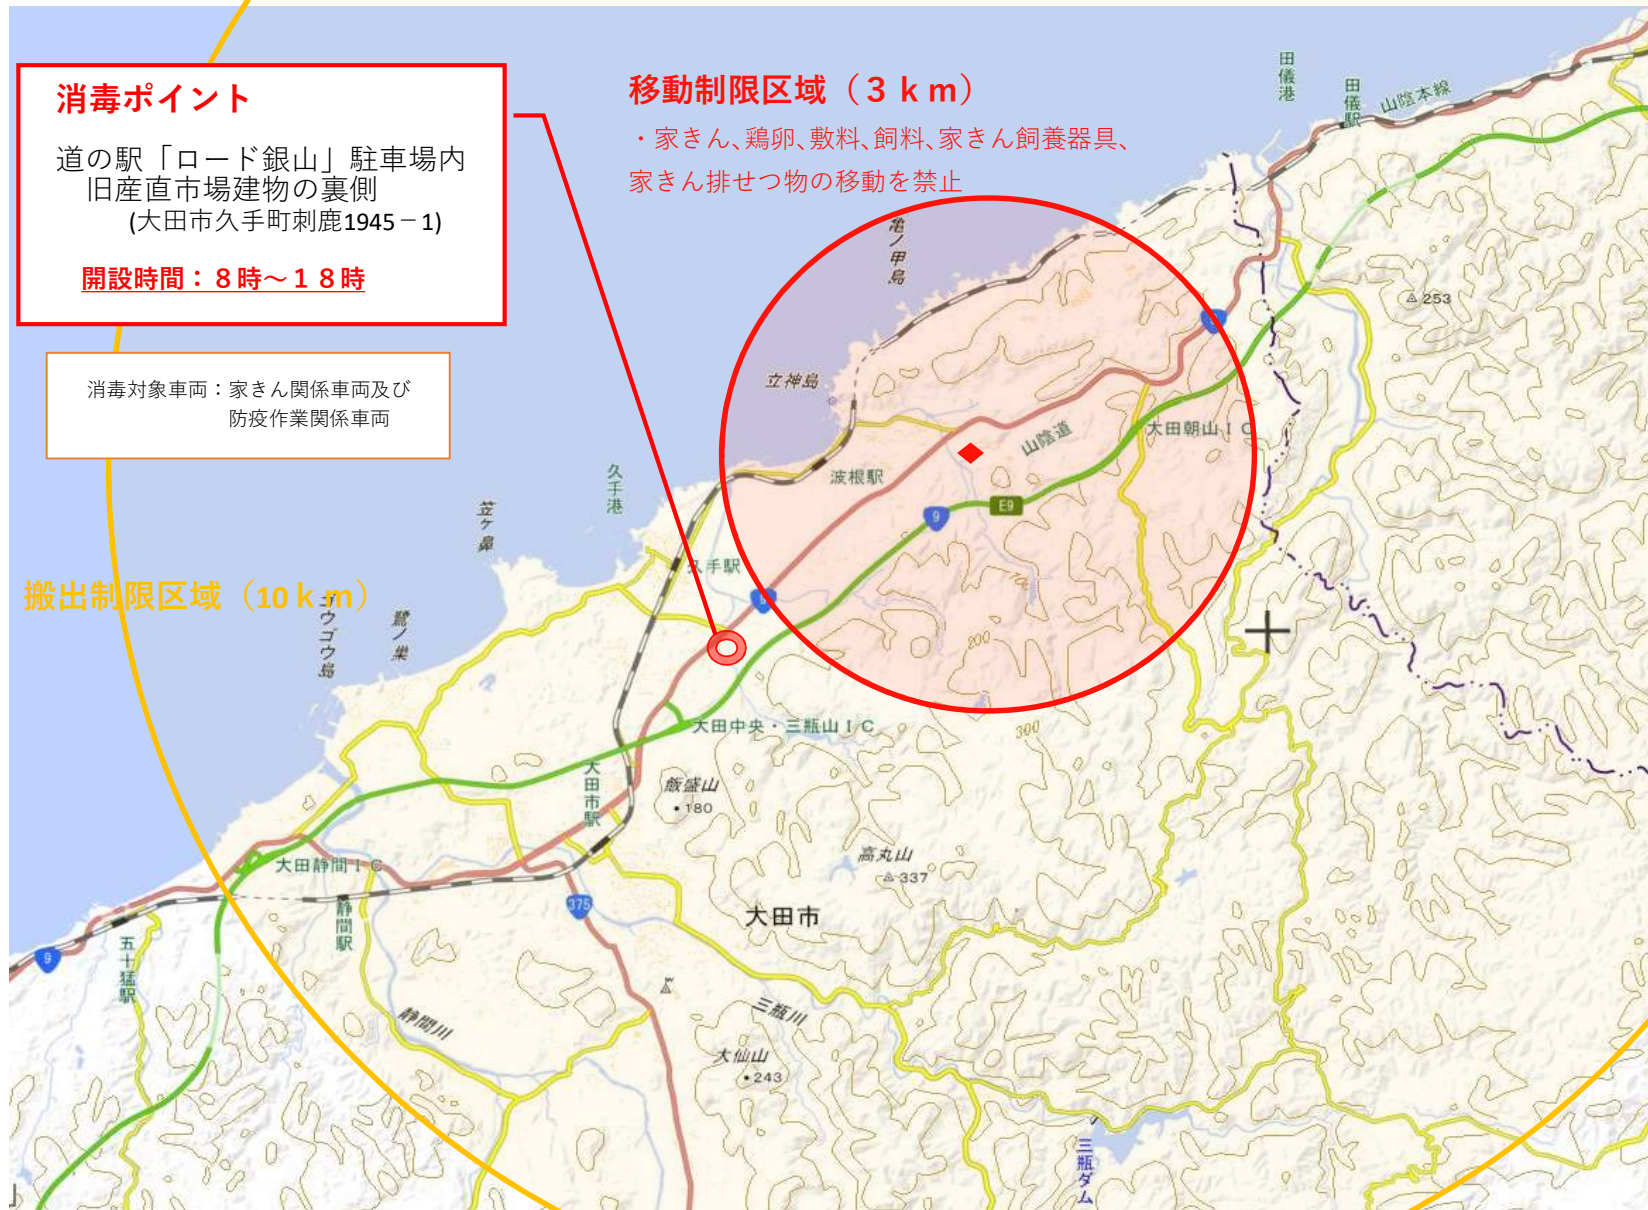 消毒ポイント
道の駅「ロード銀山」駐車場内
旧産直市場建物の裏側
(大田市久手町刺鹿1945－1)
開設時間：８時～１８時
消毒対象車両：家きん関係車両及び
防疫作業関係車両
移動制限区域（３ｋｍ）
・家きん、鶏卵、敷料、飼料、家きん飼養器具、
家きん排せつ物の移動を禁止
搬出制限区域（10ｋｍ）
田儀港
田儀駅
山陰本線
亀ノ甲島
253
立神島
波根駅
山陰道
大田朝山ＩＣ
9
E9
久手港
笠ケ鼻
久手駅
鷲ノ巣
200
300
大田中央・三瓶山ＩＣ
大田市駅
飯盛山
180
高丸山
337
大田市
大田静間ＩＣ
静間駅
375
五十猛駅
9
静間川
三瓶川
大仙山
243
三瓶ダム